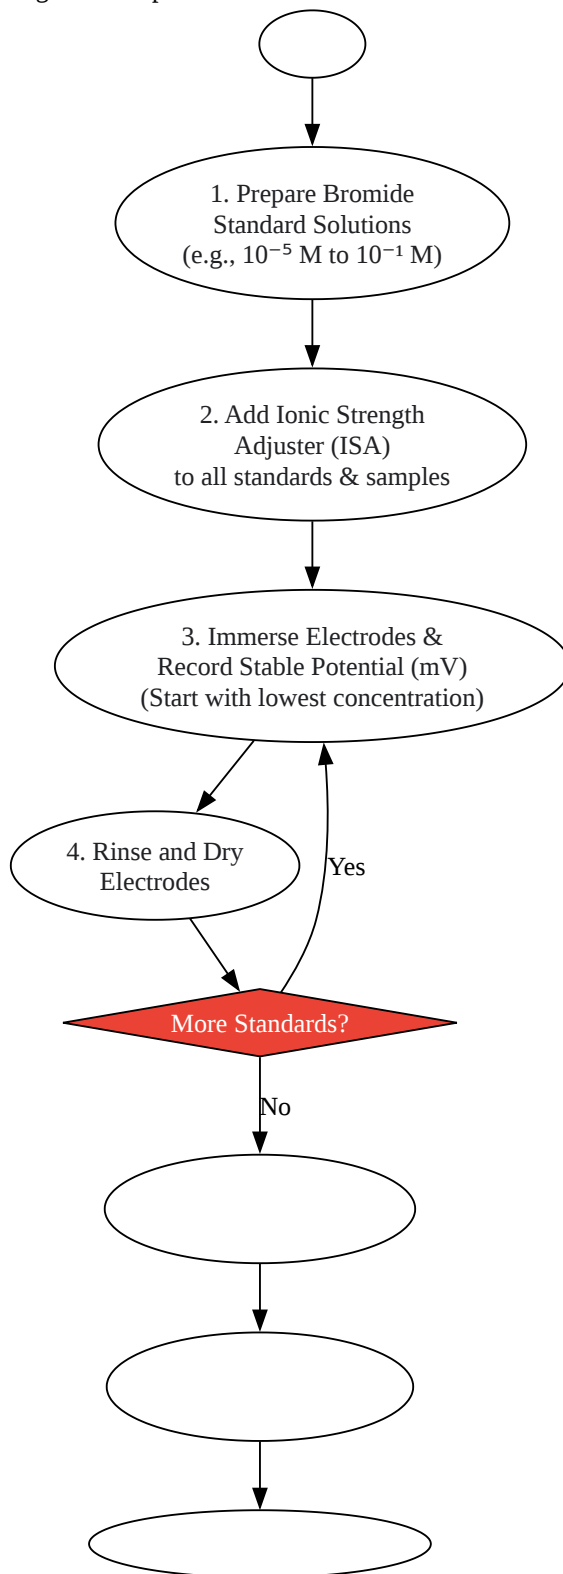 1. Prepare Bromide
Standard Solutions
(e.g., 10⁻⁵ M to 10⁻¹ M)
2. Add Ionic Strength
Adjuster (ISA)
to all standards & samples
3. Immerse Electrodes &
Record Stable Potential (mV)
(Start with lowest concentration)
4. Rinse and Dry
Electrodes
Yes
More Standards?
No